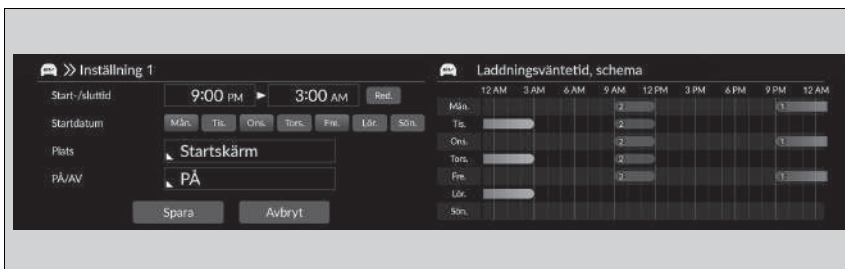 Inställning 1
Start-/sluttid 9:00 PM 3:00 AM Red.
Startdatum Mån. Tis. Ons. Tors. Fre. Lör. Sön.
Plats Startskärm
PÅ/AV PÅ
Spara Avbryt
Laddningsväntetid, schema
12 AM 3 AM 6 AM 9 AM 12 PM 3 PM 6 PM 9 PM 12 AM
Mån. 2 1
Tis. 2
Ons. 2 1
Tors. 2
Fre. 2 1
Lör.
Sön.